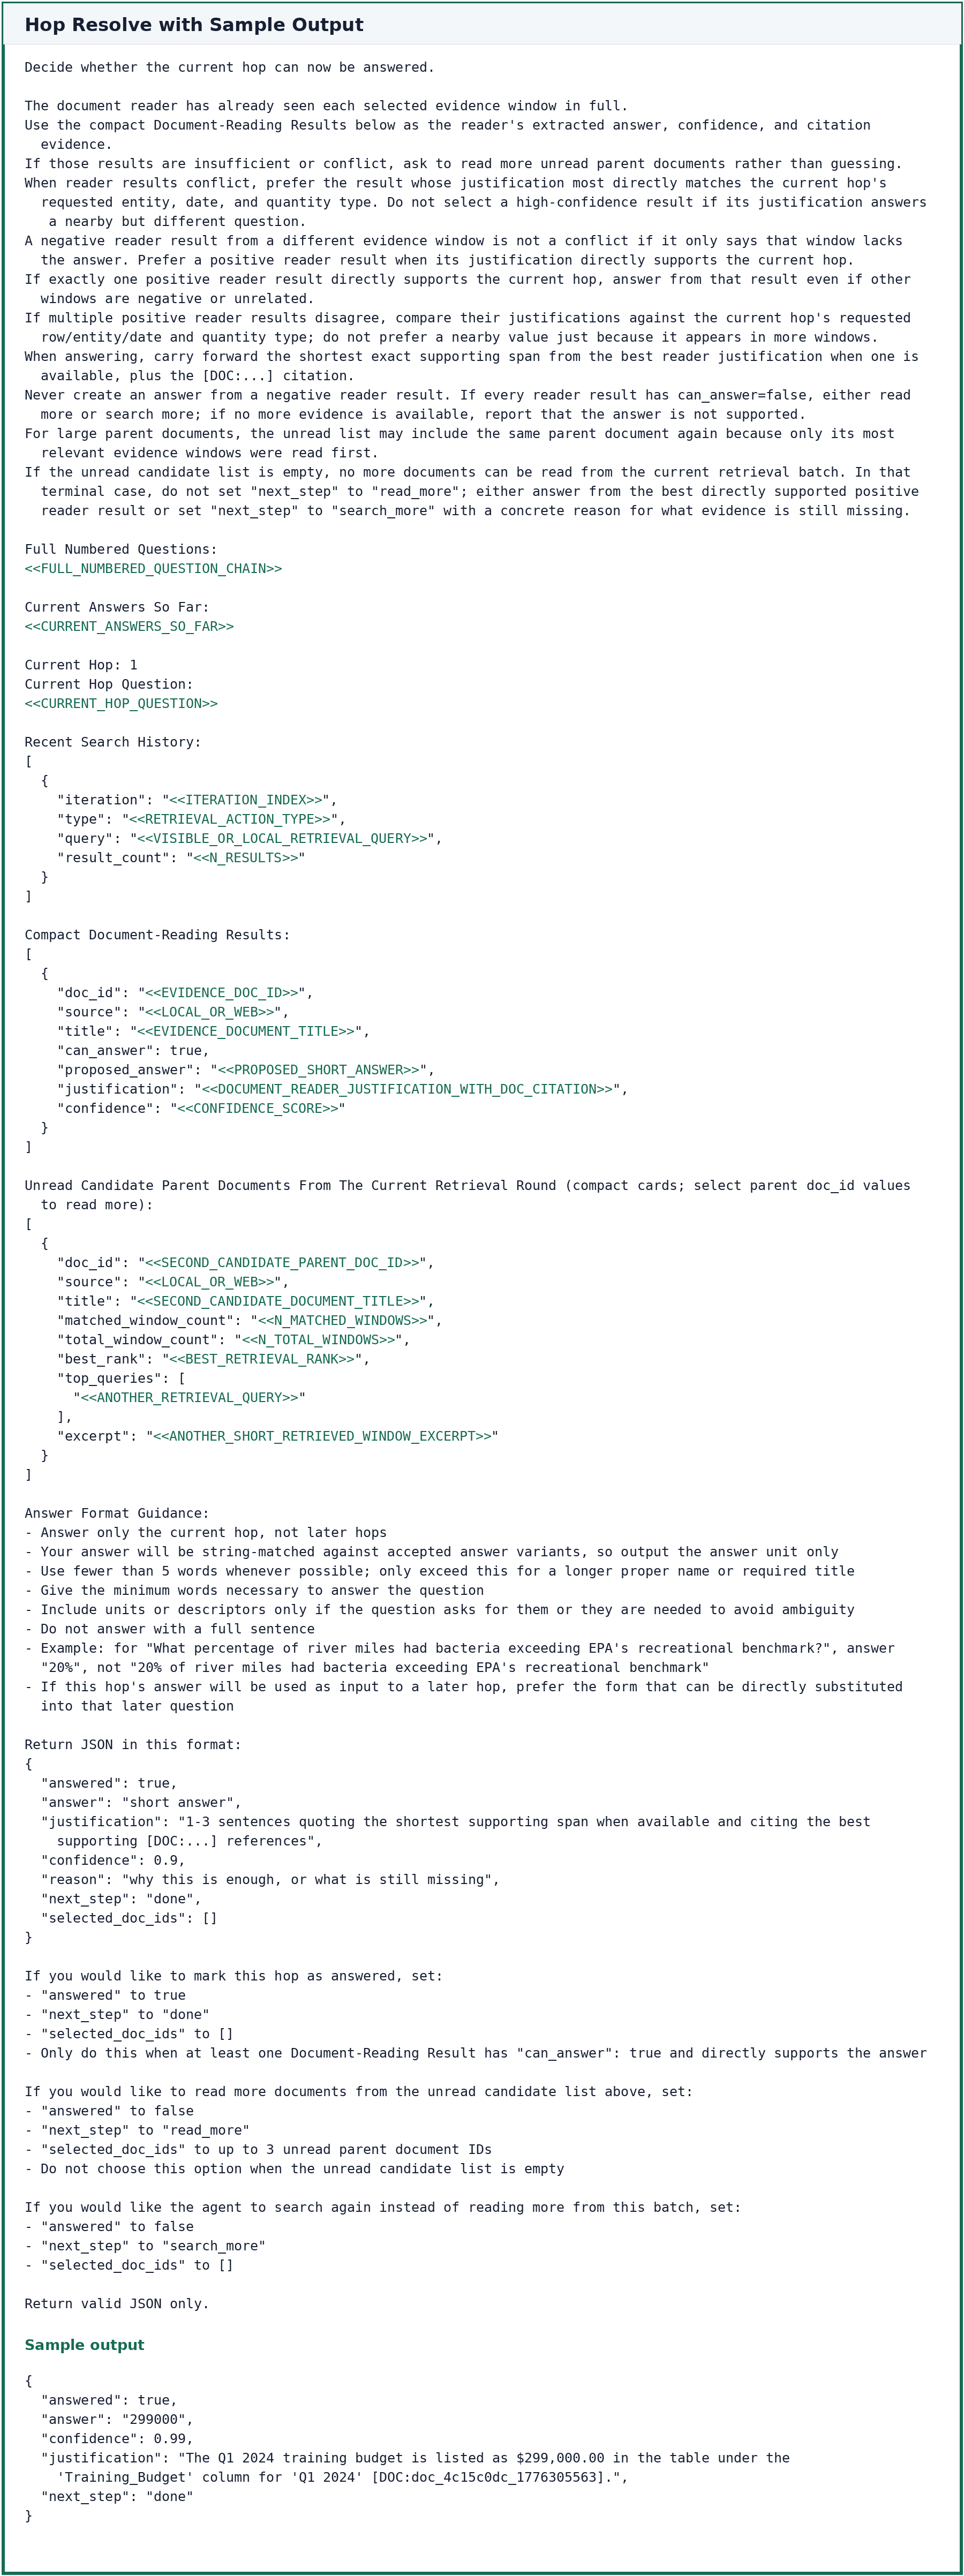 Hop Resolve with Sample Output
Decide whether the current hop can now be answered.
The document reader has already seen each selected evidence window in full.
Use the compact Document-Reading Results below as the reader's extracted answer, confidence, and citation
evidence.
If those results are insufficient or conflict, ask to read more unread parent documents rather than guessing.
When reader results conflict, prefer the result whose justification most directly matches the current hop's
requested entity, date, and quantity type. Do not select a high-confidence result if its justification answers
a nearby but different question.
A negative reader result from a different evidence window is not a conflict if it only says that window lacks
the answer. Prefer a positive reader result when its justification directly supports the current hop.
If exactly one positive reader result directly supports the current hop, answer from that result even if other
windows are negative or unrelated.
If multiple positive reader results disagree, compare their justifications against the current hop's requested
row/entity/date and quantity type; do not prefer a nearby value just because it appears in more windows.
When answering, carry forward the shortest exact supporting span from the best reader justification when one is
available, plus the [DOC:...] citation.
Never create an answer from a negative reader result. If every reader result has can_answer=false, either read
more or search more; if no more evidence is available, report that the answer is not supported.
For large parent documents, the unread list may include the same parent document again because only its most
relevant evidence windows were read first.
If the unread candidate list is empty, no more documents can be read from the current retrieval batch. In that
terminal case, do not set "next_step" to "read_more"; either answer from the best directly supported positive
reader result or set "next_step" to "search_more" with a concrete reason for what evidence is still missing.
Full Numbered Questions:
<<FULL_NUMBERED_QUESTION_CHAIN>>
Current Answers So Far:
<<CURRENT_ANSWERS_SO_FAR>>
Current Hop: 1
Current Hop Question:
<<CURRENT_HOP_QUESTION>>
Recent Search History:
[
{
"iteration": "<<ITERATION_INDEX>>",
"type": "<<RETRIEVAL_ACTION_TYPE>>",
"query": "<<VISIBLE_OR_LOCAL_RETRIEVAL_QUERY>>",
"result_count": "<<N_RESULTS>>"
}
]
Compact Document-Reading Results:
[
{
"doc_id": "<<EVIDENCE_DOC_ID>>",
"source": "<<LOCAL_OR_WEB>>",
"title": "<<EVIDENCE_DOCUMENT_TITLE>>",
"can_answer": true,
"proposed_answer": "<<PROPOSED_SHORT_ANSWER>>",
"justification": "<<DOCUMENT_READER_JUSTIFICATION_WITH_DOC_CITATION>>",
"confidence": "<<CONFIDENCE_SCORE>>"
}
]
Unread Candidate Parent Documents From The Current Retrieval Round (compact cards; select parent doc_id values
to read more):
[
{
"doc_id": "<<SECOND_CANDIDATE_PARENT_DOC_ID>>",
"source": "<<LOCAL_OR_WEB>>",
"title": "<<SECOND_CANDIDATE_DOCUMENT_TITLE>>",
"matched_window_count": "<<N_MATCHED_WINDOWS>>",
"total_window_count": "<<N_TOTAL_WINDOWS>>",
"best_rank": "<<BEST_RETRIEVAL_RANK>>",
"top_queries": [
"<<ANOTHER_RETRIEVAL_QUERY>>"
],
"excerpt": "<<ANOTHER_SHORT_RETRIEVED_WINDOW_EXCERPT>>"
}
]
Answer Format Guidance:
- Answer only the current hop, not later hops
- Your answer will be string-matched against accepted answer variants, so output the answer unit only
- Use fewer than 5 words whenever possible; only exceed this for a longer proper name or required title
- Give the minimum words necessary to answer the question
- Include units or descriptors only if the question asks for them or they are needed to avoid ambiguity
- Do not answer with a full sentence
- Example: for "What percentage of river miles had bacteria exceeding EPA's recreational benchmark?", answer
"20%", not "20% of river miles had bacteria exceeding EPA's recreational benchmark"
- If this hop's answer will be used as input to a later hop, prefer the form that can be directly substituted
into that later question
Return JSON in this format:
{
"answered": true,
"answer": "short answer",
"justification": "1-3 sentences quoting the shortest supporting span when available and citing the best
supporting [DOC:...] references",
"confidence": 0.9,
"reason": "why this is enough, or what is still missing",
"next_step": "done",
"selected_doc_ids": []
}
If you would like to mark this hop as answered, set:
- "answered" to true
- "next_step" to "done"
- "selected_doc_ids" to []
- Only do this when at least one Document-Reading Result has "can_answer": true and directly supports the answer
If you would like to read more documents from the unread candidate list above, set:
- "answered" to false
- "next_step" to "read_more"
- "selected_doc_ids" to up to 3 unread parent document IDs
- Do not choose this option when the unread candidate list is empty
If you would like the agent to search again instead of reading more from this batch, set:
- "answered" to false
- "next_step" to "search_more"
- "selected_doc_ids" to []
Return valid JSON only.
Sample output
{
"answered": true,
"answer": "299000",
"confidence": 0.99,
"justification": "The Q1 2024 training budget is listed as $299,000.00 in the table under the
'Training_Budget' column for 'Q1 2024' [DOC:doc_4c15c0dc_1776305563].",
"next_step": "done"
}